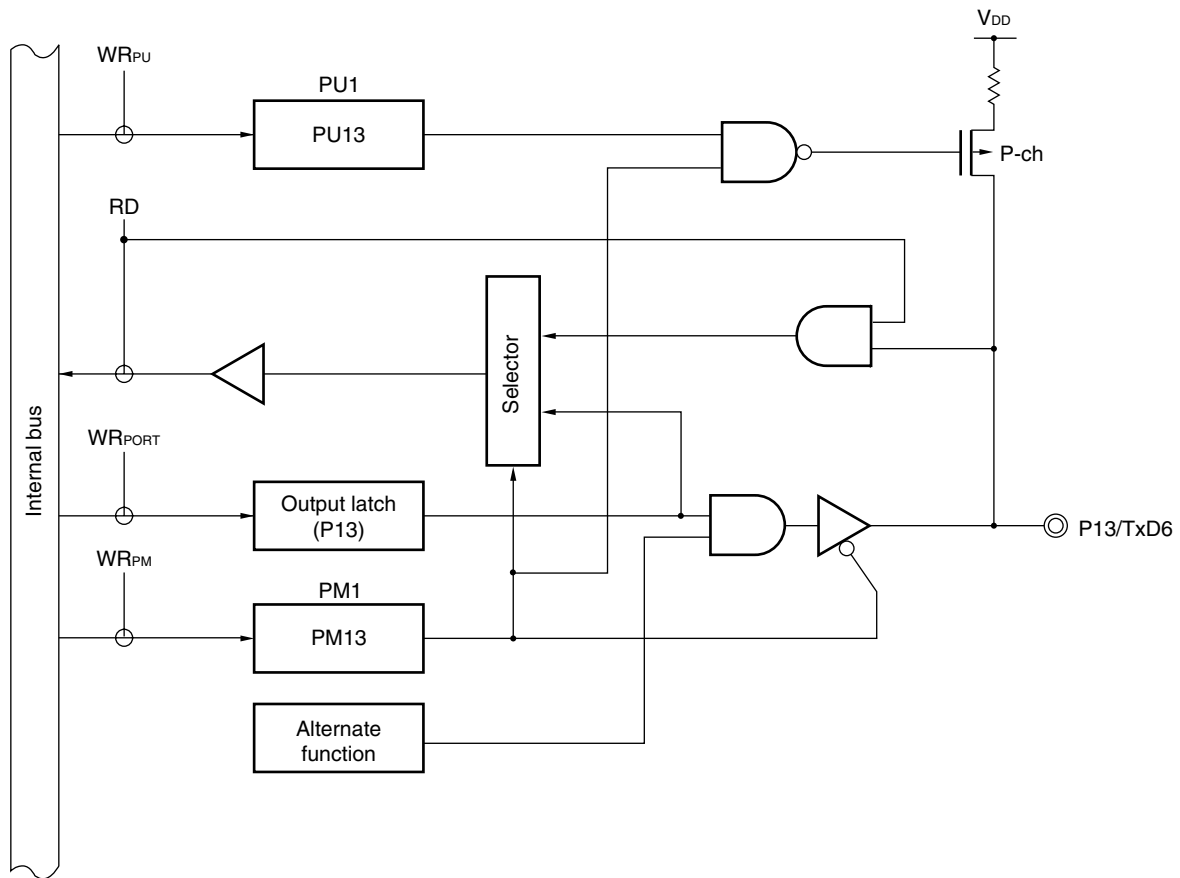 VDD
WRPU
PU1
PU13
P-ch
RD
Selector
Internal bus
WRPORT
Output latch
(P13)
P13/TxD6
WRPM
PM1
PM13
Alternate
function